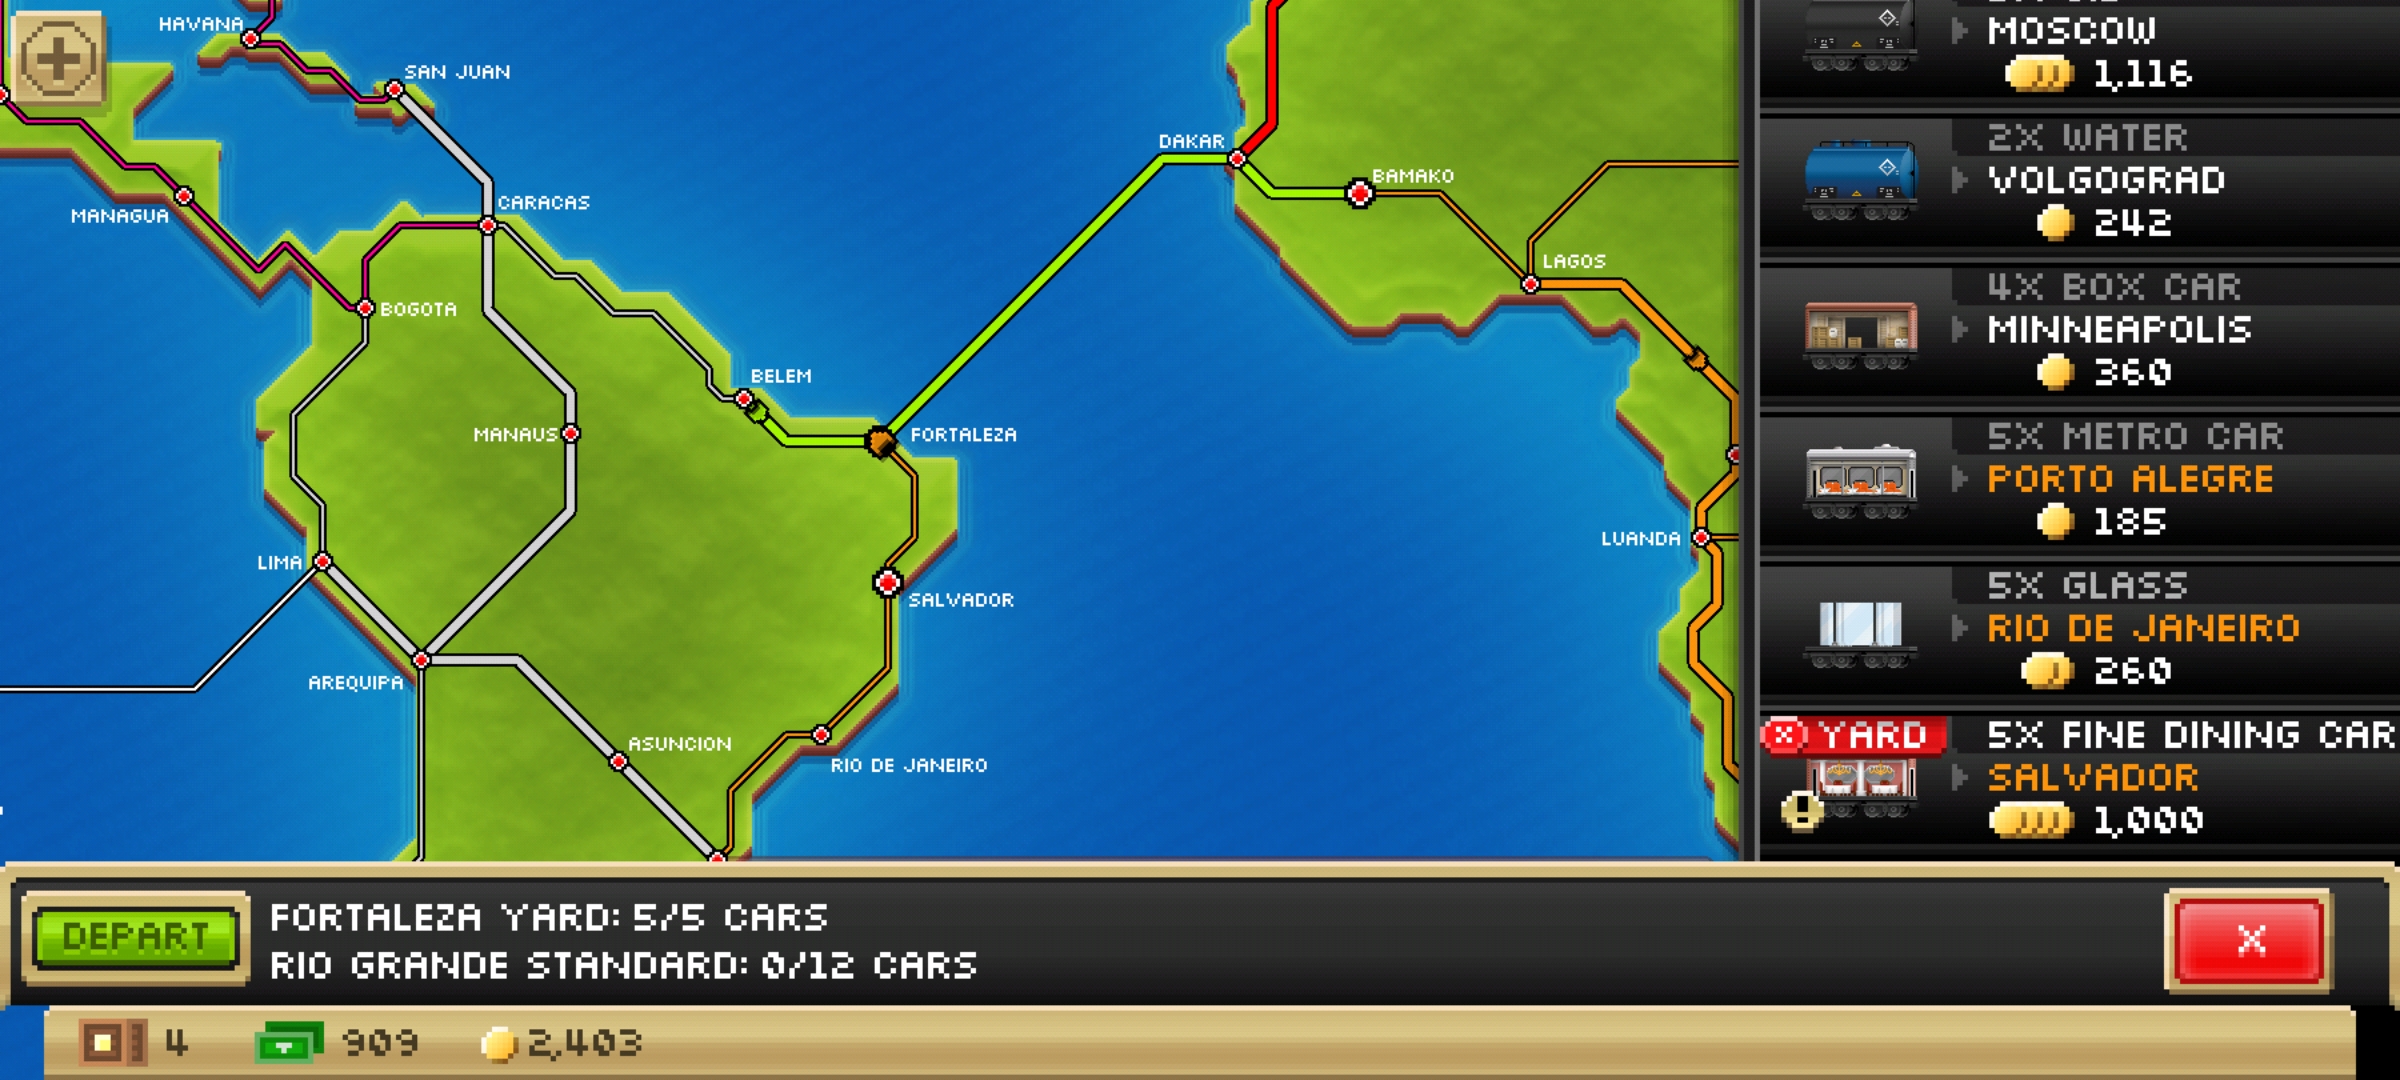 HAVANA
SAN JUAN
MANAGUA
CARACAS
BOGOTA
BELEM
MANAUS
FORTALEZA
LIMA
AREQUIPA
ASUNCION
SALVADOR
RIO DE JANEIRO
DAKAR
BAMAKO
LAGOS
LUANDA
MOSCOW
1,116
2X WATER
VOLGOGRAD
242
4X BOX CAR
MINNEAPOLIS
360
5X METRO CAR
PORTO ALEGRE
185
5X GLASS
RIO DE JANEIRO
260
YARD
5X FINE DINING CAR
SALVADOR
1,000
DEPART
FORTALEZA YARD: 5/5 CARS
RIO GRANDE STANDARD: 0/12 CARS
X
4
909
2,403